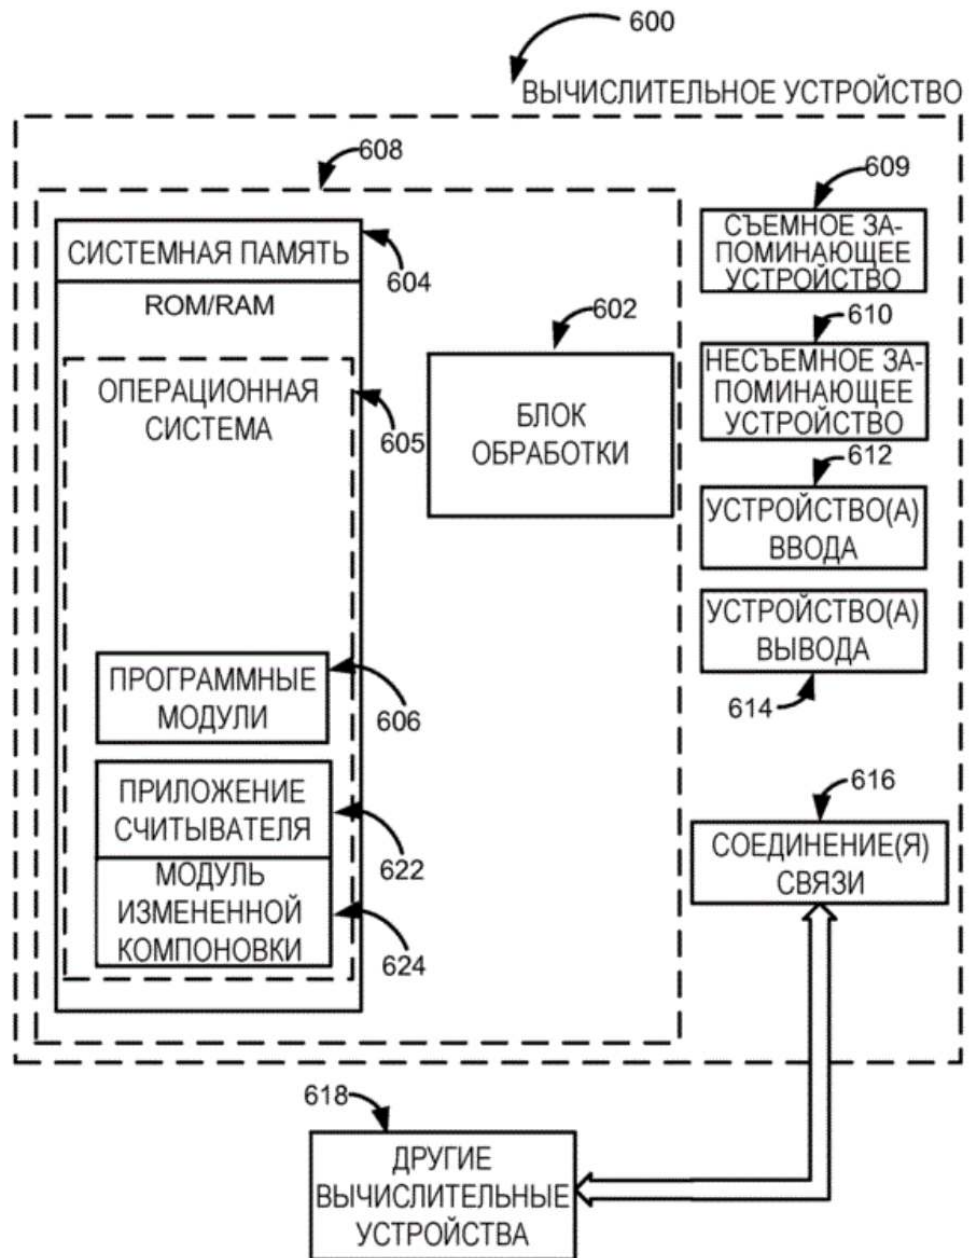 600
ВЫЧИСЛИТЕЛЬНОЕ УСТРОЙСТВО
608
СИСТЕМНАЯ ПАМЯТЬ
604
ROM/RAM
ОПЕРАЦИОННАЯ
СИСТЕМА
605
ПРОГРАММНЫЕ
МОДУЛИ
606
ПРИЛОЖЕНИЕ
СЧИТЫВАТЕЛЯ
622
МОДУЛЬ
ИЗМЕНЕННОЙ
КОМПОНОВКИ
624
602
БЛОК
ОБРАБОТКИ
609
СЪЕМНОЕ ЗА-
ПОМИНАЮЩЕЕ
УСТРОЙСТВО
610
НЕСЪЕМНОЕ ЗА-
ПОМИНАЮЩЕЕ
УСТРОЙСТВО
612
УСТРОЙСТВО(А)
ВВОДА
УСТРОЙСТВО(А)
ВЫВОДА
614
616
СОЕДИНЕНИЕ(Я)
СВЯЗИ
618
ДРУГИЕ
ВЫЧИСЛИТЕЛЬНЫЕ
УСТРОЙСТВА